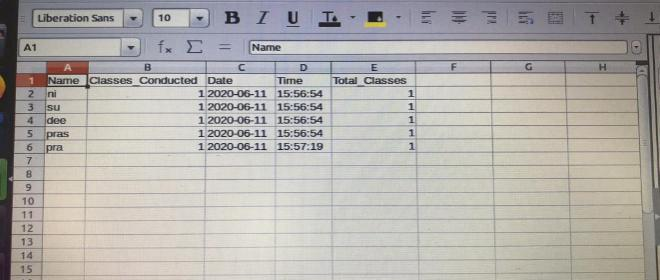 Liberation Sans 10 B I U
A1 fx Σ = Name
A B C D E F G H
1 Name Classes_Conducted Date Time Total_Classes
2 ni 1 2020-06-11 15:56:54 1
3 su 1 2020-06-11 15:56:54 1
4 dee 1 2020-06-11 15:56:54 1
5 pras 1 2020-06-11 15:56:54 1
6 pra 1 2020-06-11 15:57:19 1
7
8
9
10
11
12
13
14
15